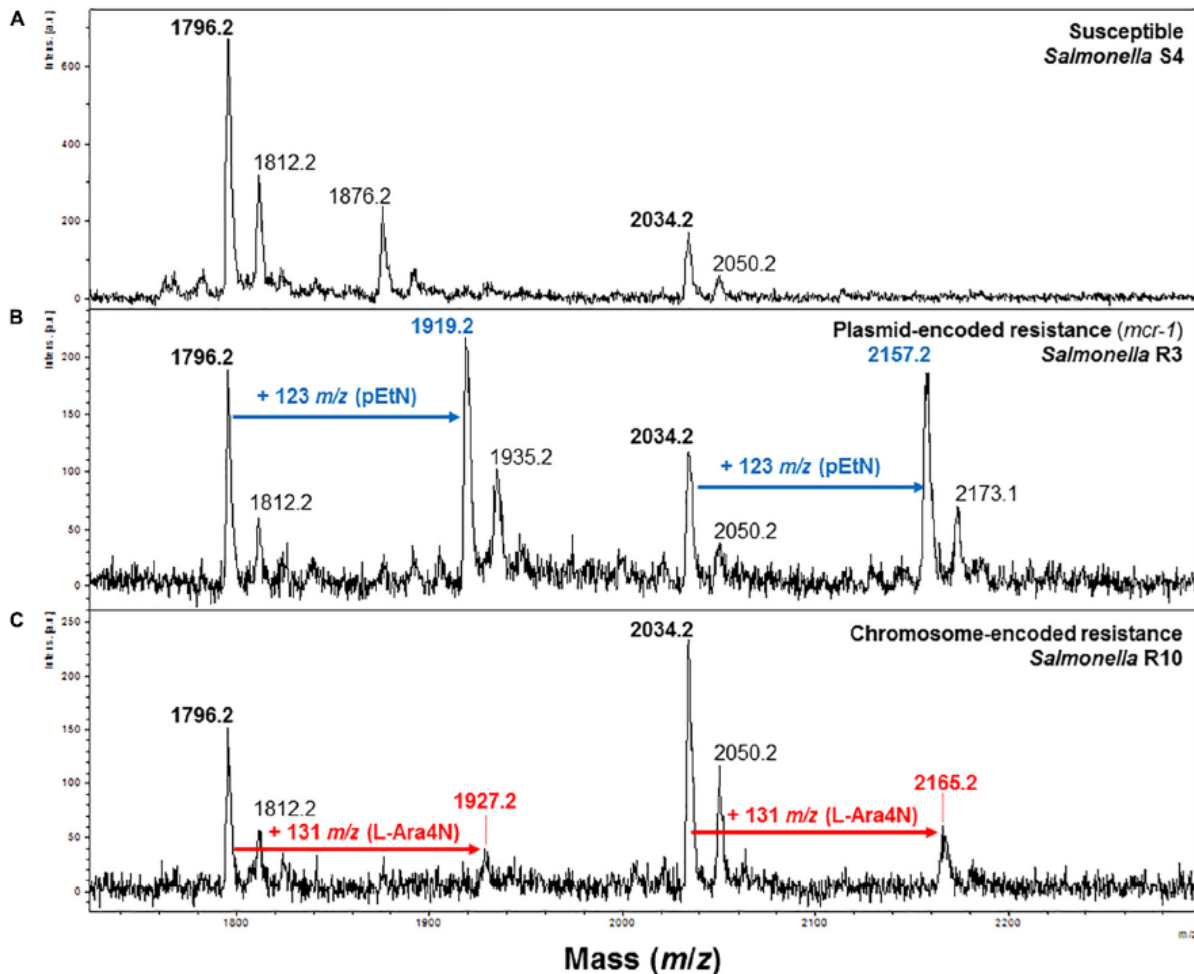 A
Intens. [a.u]
600
400
200
0
1796.2
1812.2
1876.2
2034.2
2050.2
Susceptible
Salmonella S4
B
Intens. [a.u]
200
150
100
50
0
1796.2
1812.2
1919.2
+ 123 m/z (pEtN)
1935.2
2034.2
2050.2
+ 123 m/z (pEtN)
2157.2
2173.1
Plasmid-encoded resistance (mcr-1)
Salmonella R3
C
Intens. [a.u]
250
200
150
100
50
0
1796.2
1812.2
+ 131 m/z (L-Ara4N)
1927.2
2034.2
2050.2
+ 131 m/z (L-Ara4N)
2165.2
Chromosome-encoded resistance
Salmonella R10
1800
1900
2000
2100
2200
Mass (m/z)